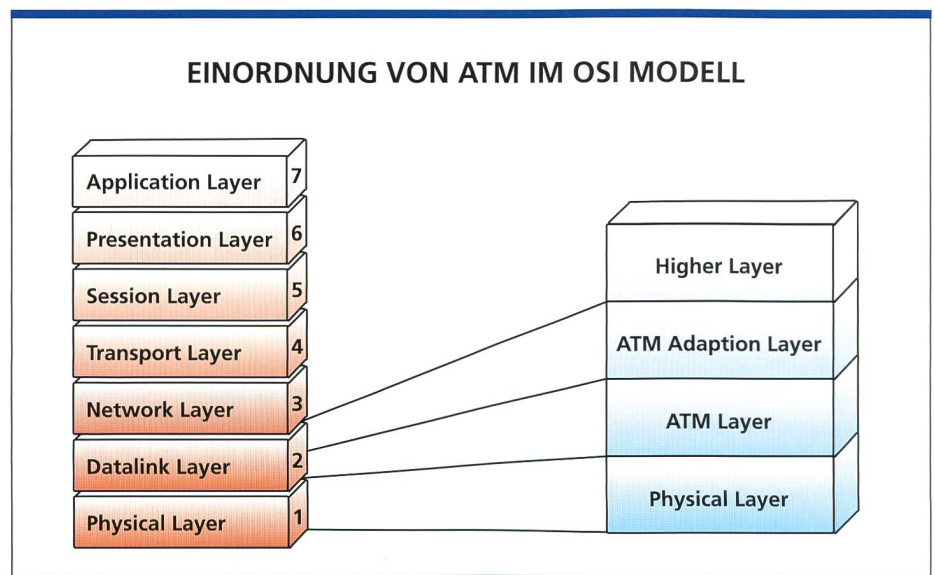 EINORDNUNG VON ATM IM OSI MODELL
Application Layer 7
Presentation Layer 6
Session Layer 5
Transport Layer 4
Network Layer 3
Datalink Layer 2
Physical Layer 1
Higher Layer
ATM Adaption Layer
ATM Layer
Physical Layer